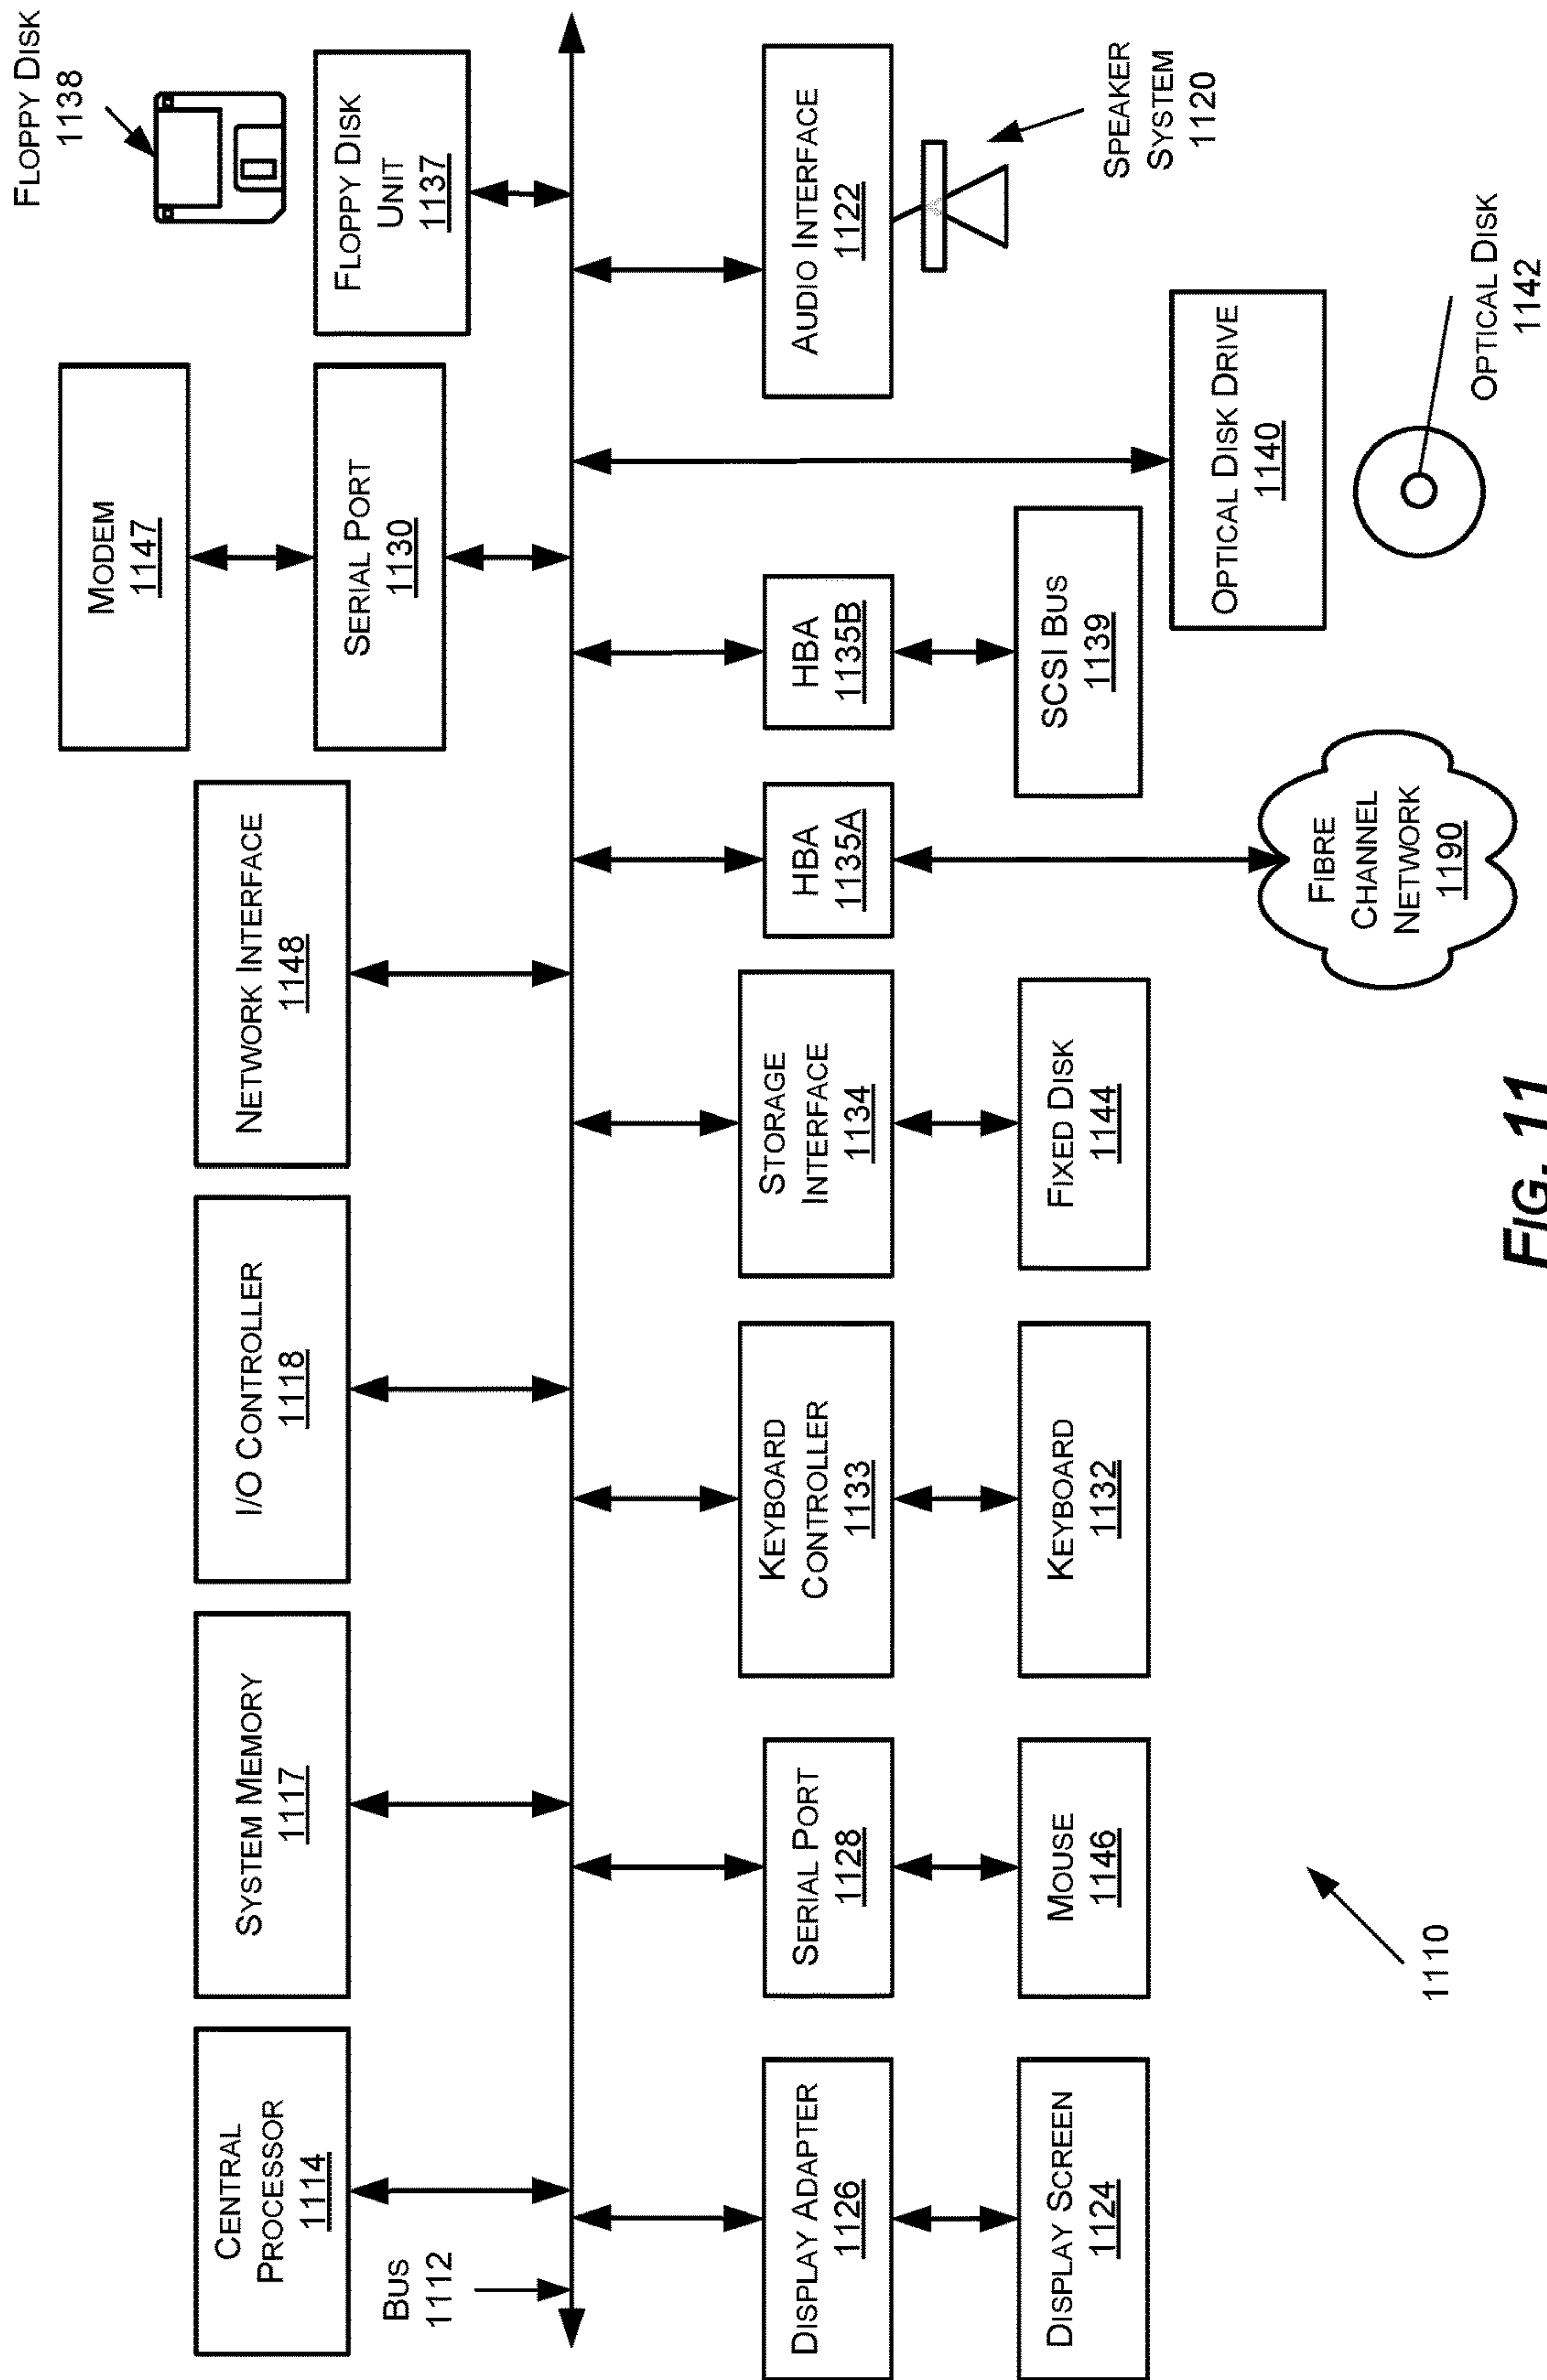 FLOPPY DISK
1138
MODEM
1147
FLOPPY DISK
UNIT
1137
SERIAL PORT
1130
NETWORK INTERFACE
1148
I/O CONTROLLER
1118
SYSTEM MEMORY
1117
CENTRAL
PROCESSOR
1114
BUS
1112
DISPLAY ADAPTER
1126
SERIAL PORT
1128
KEYBOARD
CONTROLLER
1133
STORAGE
INTERFACE
1134
HBA
1135A
HBA
1135B
AUDIO INTERFACE
1122
SPEAKER
SYSTEM
1120
DISPLAY SCREEN
1124
MOUSE
1146
KEYBOARD
1132
FIXED DISK
1144
SCSI BUS
1139
OPTICAL DISK DRIVE
1140
FIBRE
CHANNEL
NETWORK
1190
OPTICAL DISK
1142
1110
FIG. 11